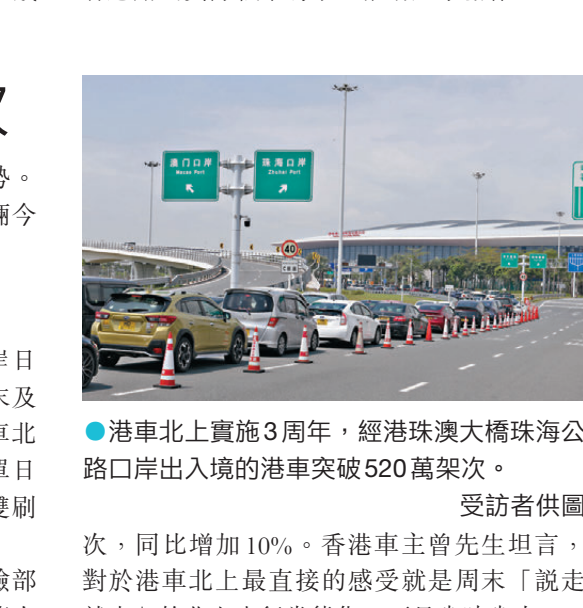 勢。
輛今
岸日
末及
車北
單日
雙刷
澳门口岸
Macao Port
珠海口岸
Zhuhai Port
40
●港車北上實施3周年,經港珠澳大橋珠海公
路口岸出入境的港車突破520萬架次。
受訪者供圖
次,同比增加10%。香港車主曾先生坦言,
對於港車北上最直接的感受就是周末「說走